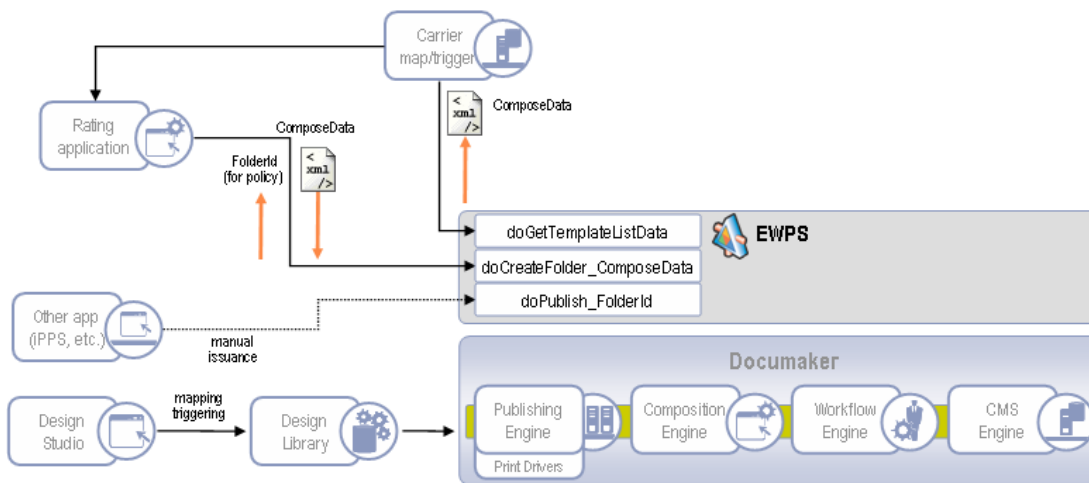 Carrier
map/trigger
< xml />
ComposeData
Rating
application
ComposeData
< xml />
FolderId
(for policy)
doGetTemplateListData
EWPS
doCreateFolder_ComposeData
doPublish_FolderId
Other app
(iPPS, etc.)
manual
issuance
Documaker
Design
Studio
mapping
triggering
Design
Library
Publishing
Engine
Print Drivers
Composition
Engine
Workflow
Engine
CMS
Engine